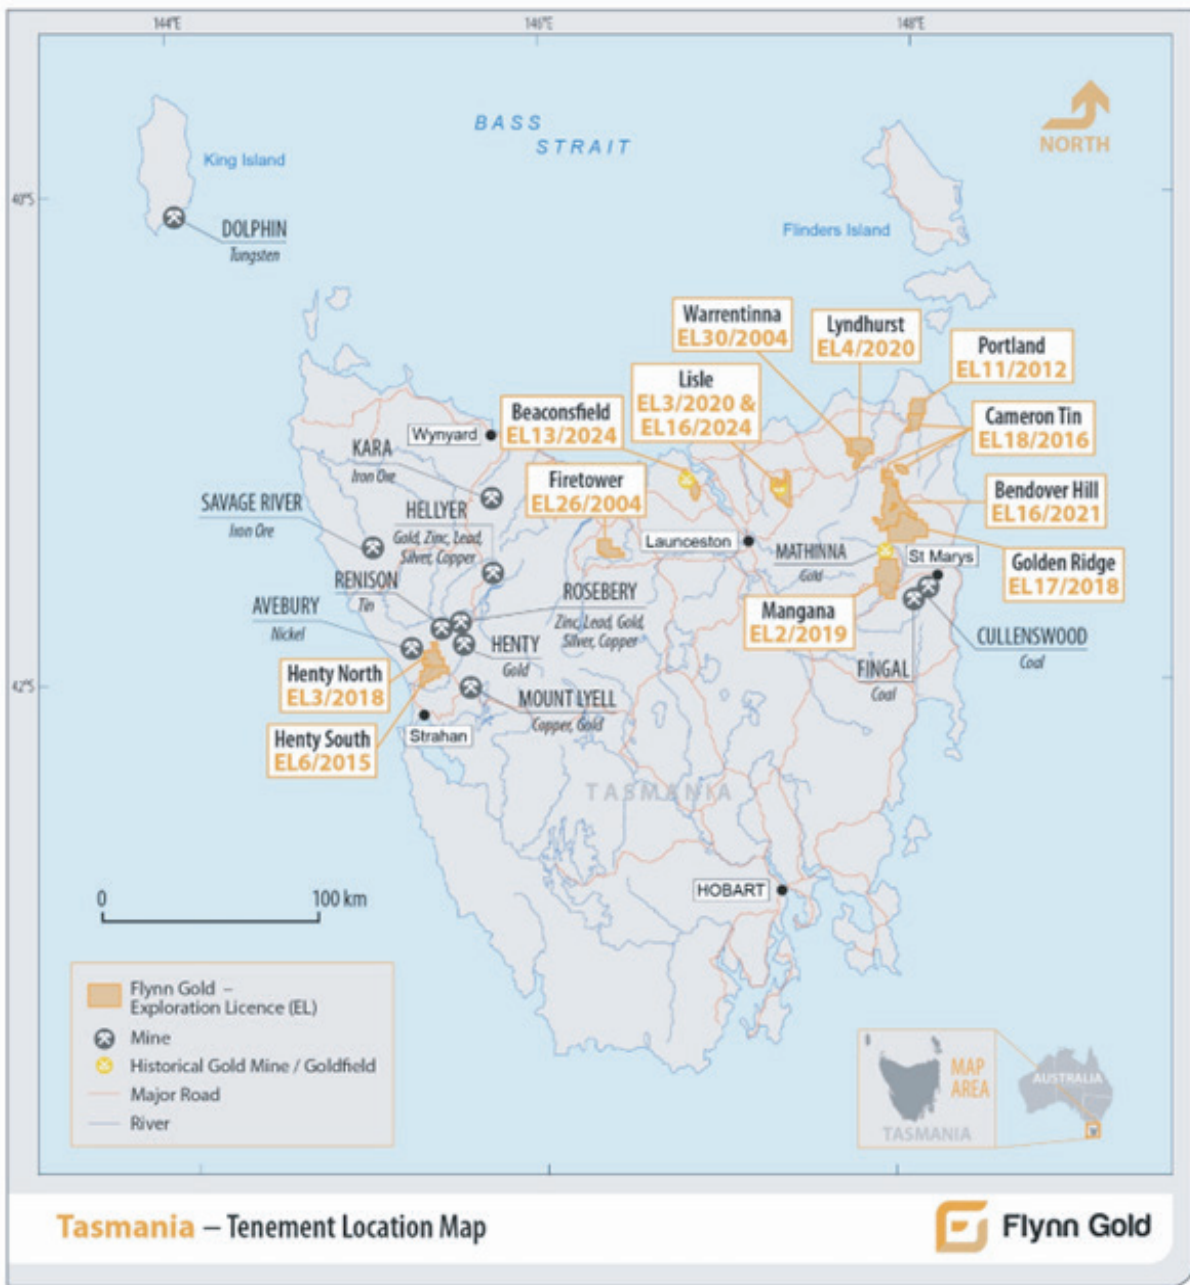 144°E
146°E
148°E
BASS
STRAIT
NORTH
King Island
40°S
DOLPHIN
Tungsten
Flinders Island
Warrentinna
EL30/2004
Lyndhurst
EL4/2020
Portland
EL11/2012
Lisle
EL3/2020 &
EL16/2024
Beaconsfield
EL13/2024
Cameron Tin
EL18/2016
Wynyard
KARA
Iron Ore
Firetower
EL26/2004
Bendover Hill
EL16/2021
SAVAGE RIVER
Iron Ore
HELLYER
Gold, Zinc, Lead,
Silver, Copper
Launceston
MATHINNA
Gold
St Marys
Golden Ridge
EL17/2018
RENISON
Tin
ROSEBERY
Zinc, Lead, Gold,
Silver, Copper
AVEBURY
Nickel
Mangana
EL2/2019
CULLENSWOOD
Coal
HENTY
Gold
FINGAL
Coal
Henty North
EL3/2018
42°S
MOUNT LYELL
Copper, Gold
Henty South
EL6/2015
Strahan
TASMANIA
HOBART
0 100 km
Flynn Gold –
Exploration Licence (EL)
Mine
Historical Gold Mine / Goldfield
Major Road
River
MAP
AREA
TASMANIA
AUSTRALIA
Tasmania – Tenement Location Map
Flynn Gold